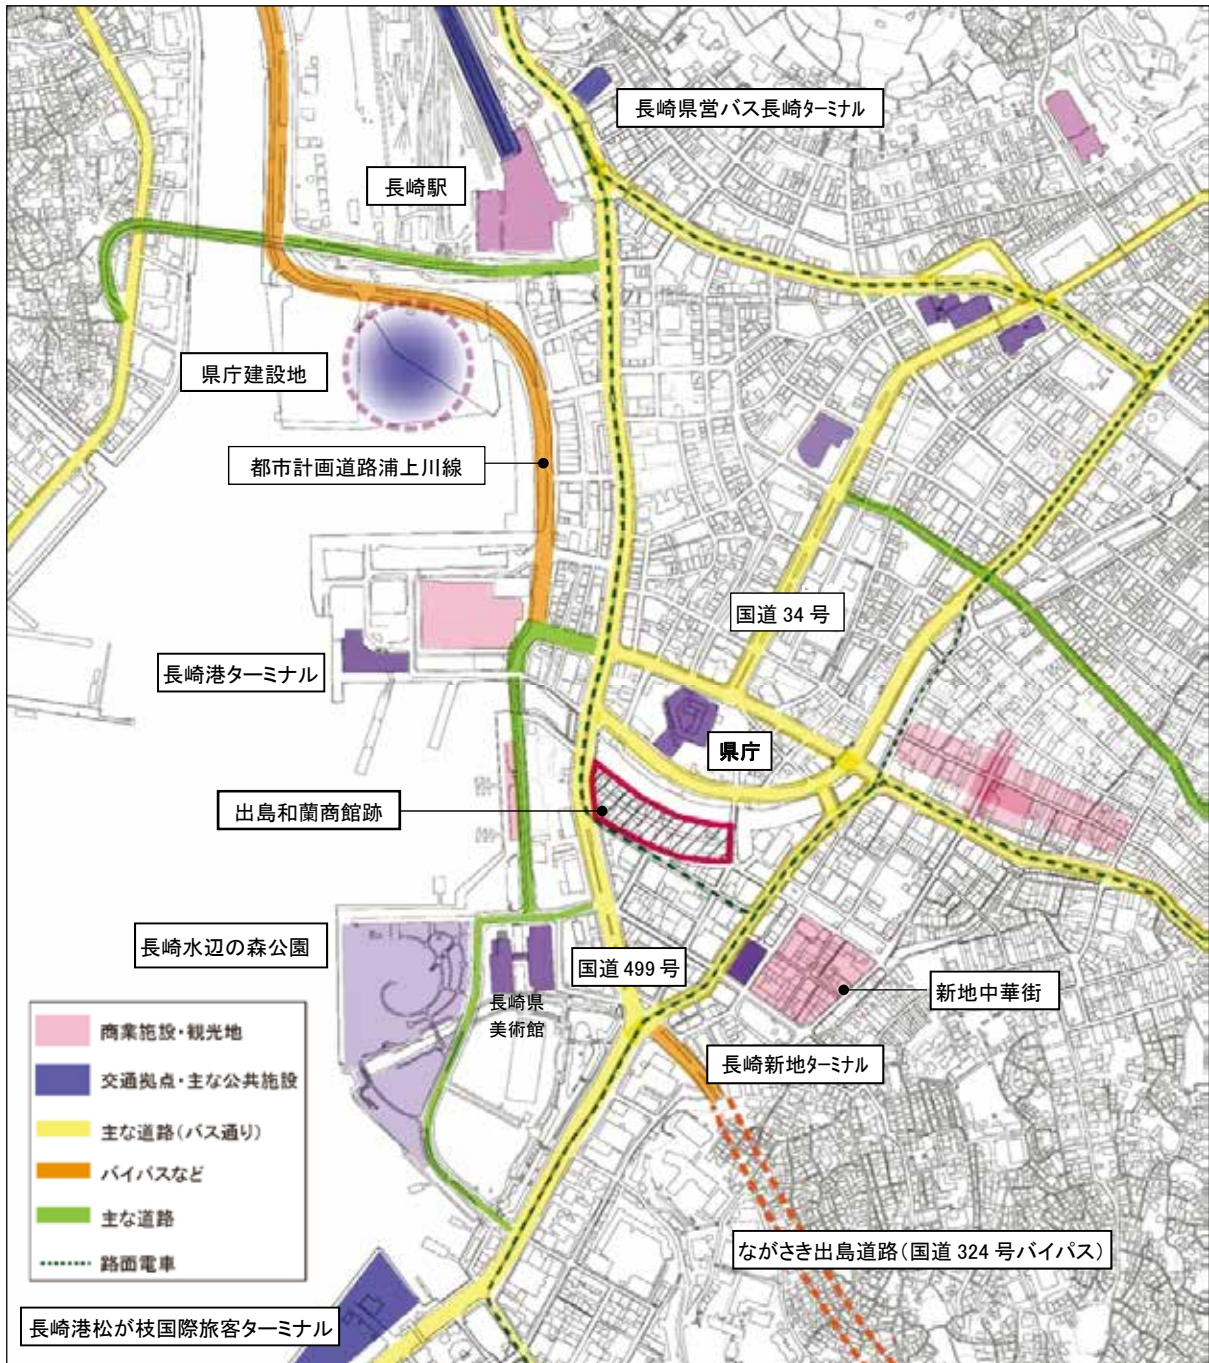 長崎県営バス長崎ターミナル
長崎駅
県庁建設地
都市計画道路浦上川線
国道 34 号
長崎港ターミナル
県庁
出島和蘭商館跡
長崎水辺の森公園
国道 499 号
新地中華街
長崎県
美術館
長崎新地ターミナル
商業施設・観光地
交通拠点・主な公共施設
主な道路(バス通り)
バイパスなど
主な道路
路面電車
ながさき出島道路(国道 324 号バイパス)
長崎港松が枝国際旅客ターミナル